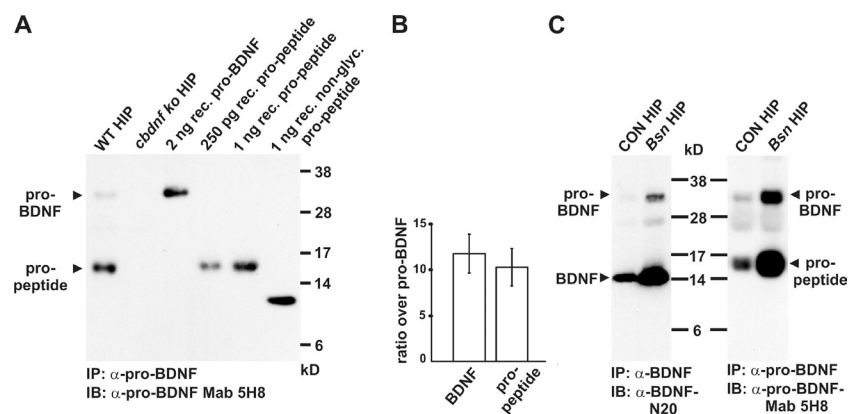 A
WT HIP
cbdnf ko HIP
2 ng rec. pro-BDNF
250 pg rec. pro-peptide
1 ng rec. pro-peptide
1 ng rec. non-glyc.
pro-peptide
pro-
BDNF
pro-
peptide
38
28
17
14
6
kD
IP: α-pro-BDNF
IB: α-pro-BDNF Mab 5H8
B
ratio over pro-BDNF
15
10
5
0
BDNF
pro-
peptide
C
CON HIP
Bsn HIP
kD
CON HIP
Bsn HIP
pro-
BDNF
BDNF
38
28
17
14
6
pro-
BDNF
pro-
peptide
IP: α-BDNF
IB: α-BDNF-
N20
IP: α-pro-BDNF
IB: α-pro-BDNF-
Mab 5H8